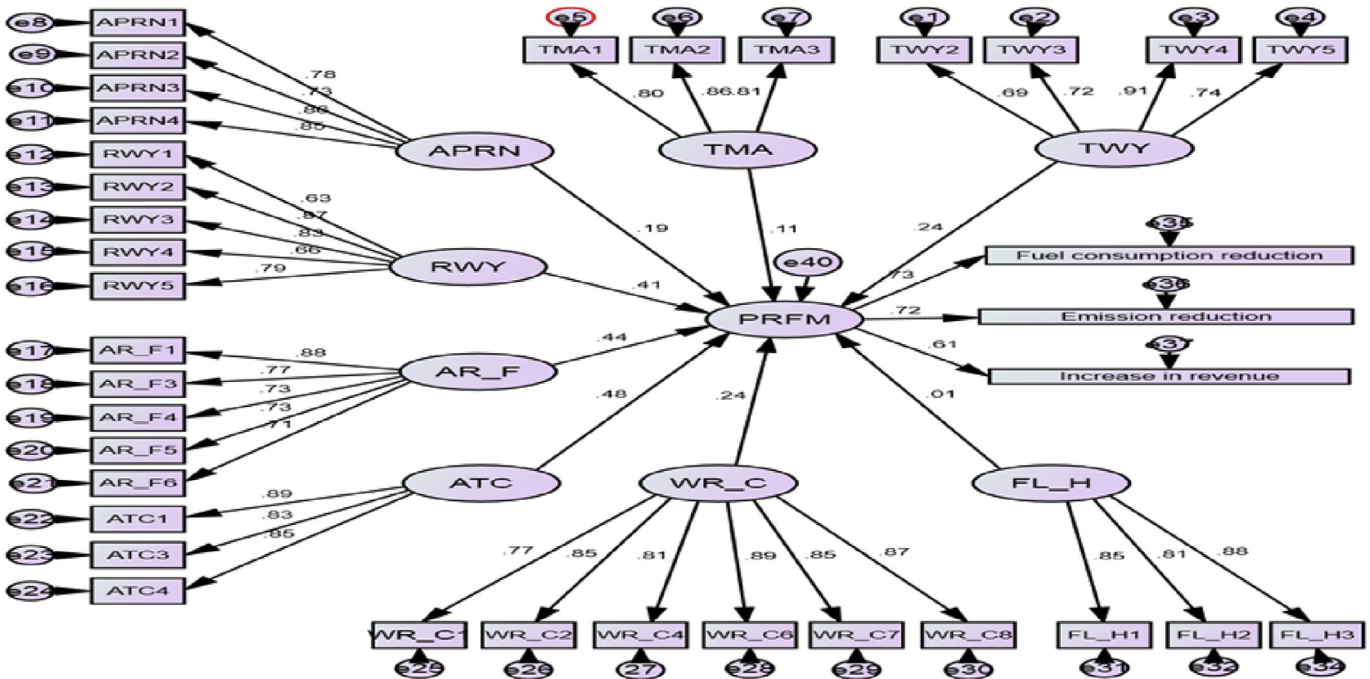 e8 APRN1
e9 APRN2
e10 APRN3
e11 APRN4
e12 RWY1
e13 RWY2
e14 RWY3
e15 RWY4
e16 RWY5
e17 AR_F1
e18 AR_F3
e19 AR_F4
e20 AR_F5
e21 AR_F6
e22 ATC1
e23 ATC3
e24 ATC4
.78
.73
.86
.85
APRN
.63
.87
.83
.66
.79
RWY
.88
.77
.73
.73
.71
AR_F
.89
.83
.85
ATC
e5 e6 e7
TMA1 TMA2 TMA3
.80 .86 .81
TMA
e1 e2 e3 e4
TWY2 TWY3 TWY4 TWY5
.69 .72 .91 .74
TWY
.19 .11 .24
.41
.44
.48 .24 .01
e40
PRFM
.73
.72
.61
e35
Fuel consumption reduction
e36
Emission reduction
e37
Increase in revenue
WR_C
.77 .85 .81 .89 .85 .87
WR_C1 WR_C2 WR_C4 WR_C6 WR_C7 WR_C8
e25 e26 27 e28 e29 e30
FL_H
.85 .81 .88
FL_H1 FL_H2 FL_H3
e31 e32 e34